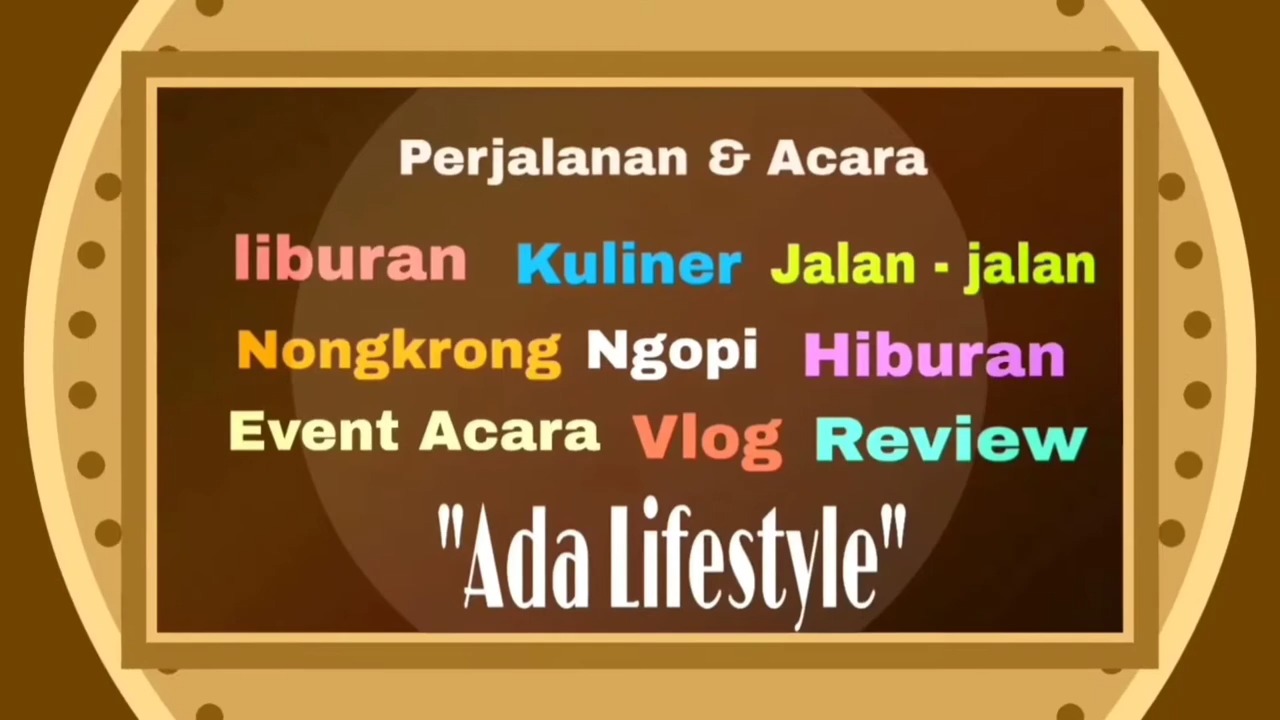 Perjalanan & Acara
liburan Kuliner Jalan - jalan
Nongkrong Ngopi Hiburan
Event Acara Vlog Review
"Ada Lifestyle"